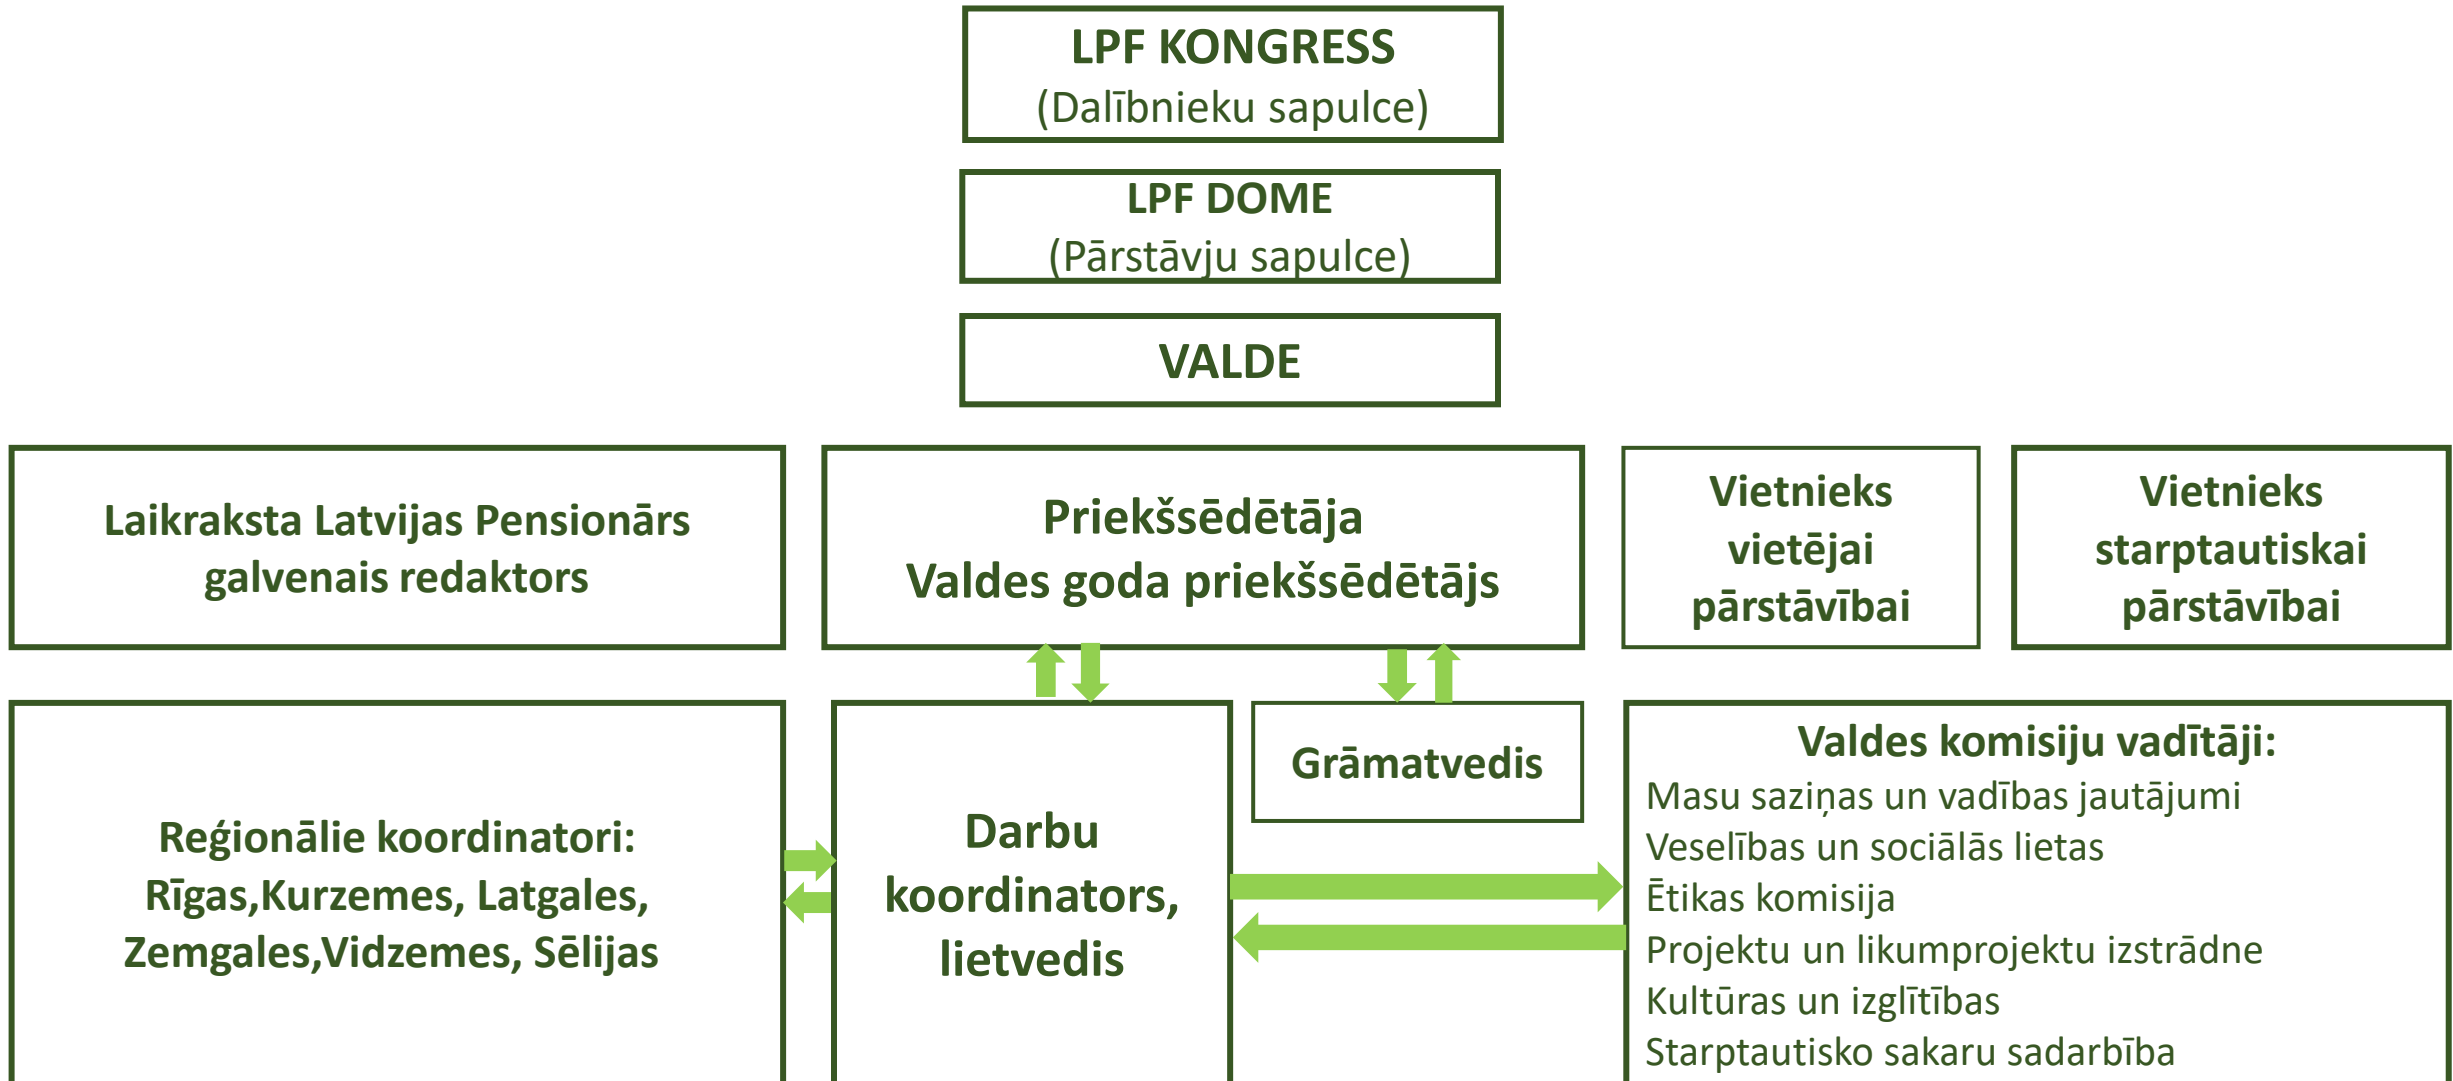 LPF KONGRESS
(Dalībnieku sapulce)
LPF DOME
(Pārstāvju sapulce)
VALDE
Laikraksta Latvijas Pensionārs
galvenais redaktors
Priekšsēdētāja
Valdes goda priekšsēdētājs
Vietnieks
vietējai
pārstāvībai
Vietnieks
starptautiskai
pārstāvībai
Reģionālie koordinatori:
Rīgas,Kurzemes, Latgales,
Zemgales,Vidzemes, Sēlijas
Darbu
koordinators,
lietvedis
Grāmatvedis
Valdes komisiju vadītāji:
Masu saziņas un vadības jautājumi
Veselības un sociālās lietas
Ētikas komisija
Projektu un likumprojektu izstrādne
Kultūras un izglītības
Starptautisko sakaru sadarbība